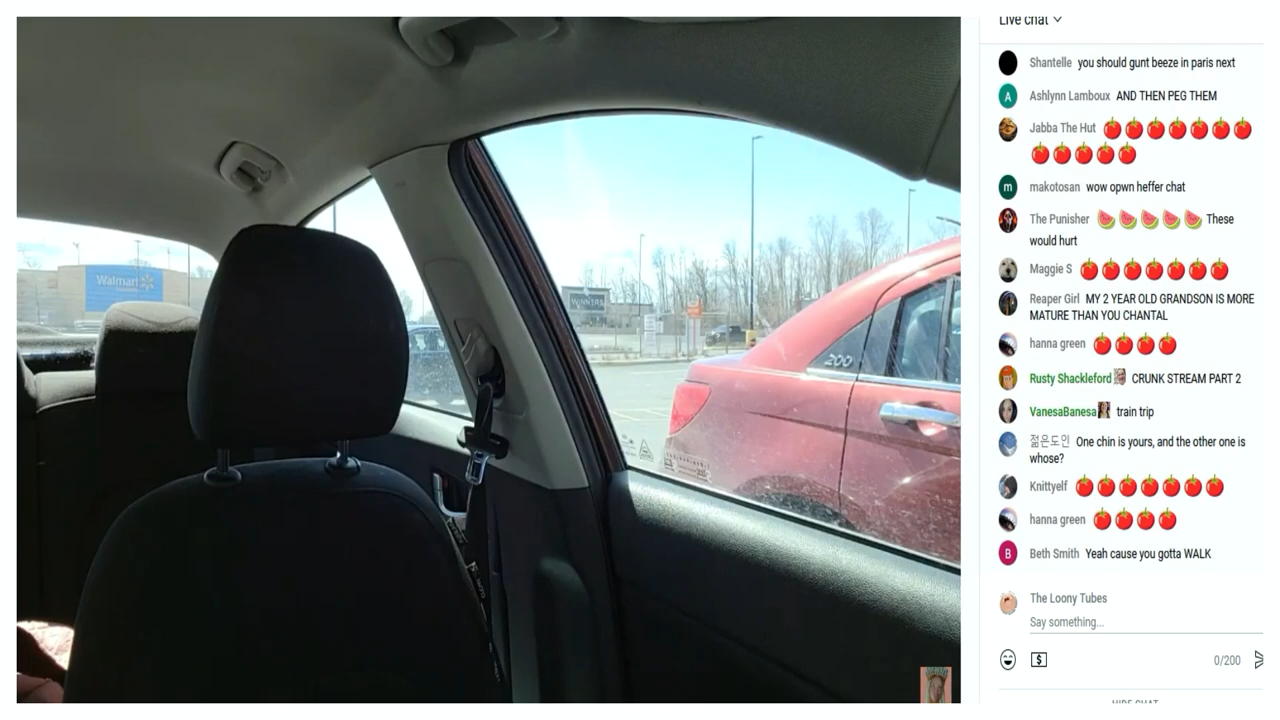 Live chat
Shantelle you should gunt beeze in paris next
A Ashlynn Lamboux AND THEN PEG THEM
Jabba The Hut 🍅🍅🍅🍅🍅🍅🍅
🍅🍅🍅🍅🍅
m makotosan wow opwn heffer chat
The Punisher 🍉🍉🍉🍉🍉 These
would hurt
Maggie S 🍅🍅🍅🍅🍅🍅🍅
Reaper Girl MY 2 YEAR OLD GRANDSON IS MORE
MATURE THAN YOU CHANTAL
hanna green 🍅🍅🍅🍅
Rusty Shackleford CRUNK STREAM PART 2
VanesaBanesa train trip
젊은도인 One chin is yours, and the other one is
whose?
Knittyelf 🍅🍅🍅🍅🍅🍅🍅
hanna green 🍅🍅🍅🍅
B Beth Smith Yeah cause you gotta WALK
The Loony Tubes
Say something...
$ 0/200
HIDE CHAT
Walmart
WINNERS
200